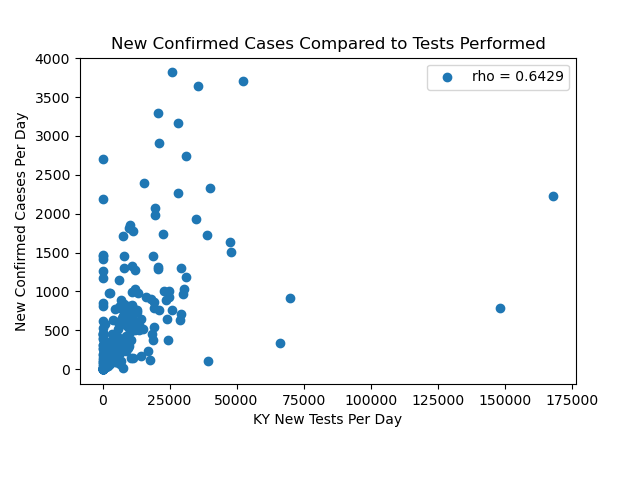 New Confirmed Cases Compared to Tests Performed
rho = 0.6429
New Confirmed Caeses Per Day
4000
3500
3000
2500
2000
1500
1000
500
0
0 25000 50000 75000 100000 125000 150000 175000
KY New Tests Per Day